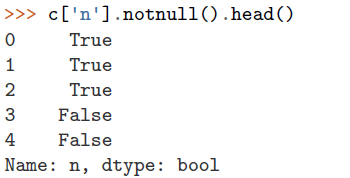 >>> c['n'].notnull().head()
0     True
1     True
2     True
3    False
4    False
Name: n, dtype: bool